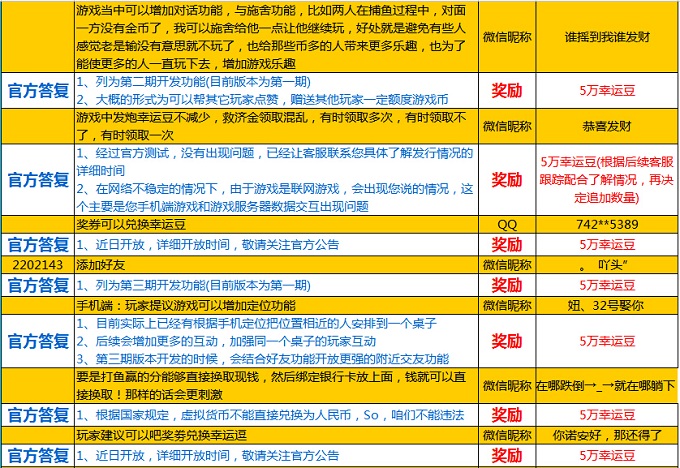 游戏当中可以增加对话功能，与施舍功能，比如两人在捕鱼过程中，对面
一方没有金币了，我可以施舍给他一点让他继续玩，好处就是避免有些人
感觉老是输没有意思就不玩了，也给那些币多的人带来更多乐趣，也为了
能使更多的人一直玩下去，增加游戏乐趣
微信昵称
谁摇到我谁发财
官方答复
1、列为第二期开发功能(目前版本为第一期)
2、大概的形式为可以帮其它玩家点赞，赠送其他玩家一定额度游戏币
奖励
5万幸运豆
游戏中发炮幸运豆不减少，救济金领取混乱，有时领取多次，有时领取不
了，有时领取一次
微信昵称
恭喜发财
官方答复
1、经过官方测试，没有出现问题，已经让客服联系您具体了解发行情况的
详细时间
2、在网络不稳定的情况下，由于游戏是联网游戏，会出现您说的情况，这
个主要是您手机端游戏和游戏服务器数据交互出现问题
奖励
5万幸运豆(根据后续客服
跟踪配合了解情况，再决
定追加数量)
奖券可以兑换幸运豆
QQ
742**5389
官方答复
1、近日开放，详细开放时间，敬请关注官方公告
奖励
5万幸运豆
2202143
添加好友
微信昵称
。 吖头”
官方答复
1、列为第三期开发功能(目前版本为第一期)
奖励
5万幸运豆
手机端：玩家提议游戏可以增加定位功能
微信昵称
妞、32号娶你
官方答复
1、目前实际上已经有根据手机定位把位置相近的人安排到一个桌子
2、后续会增加更多的互动，加强同一个桌子的玩家互动
3、第三期版本开发的时候，会结合好友功能开放更强的附近交友功能
奖励
5万幸运豆
要是打鱼赢的分能够直接换取现钱，然后绑定银行卡放上面，钱就可以直
接换取！那样的话会更刺激
微信昵称
在哪跌倒→_→就在哪躺下
官方答复
1、根据国家规定，虚拟货币不能直接兑换为人民币，So，咱们不能违法
奖励
5万幸运豆
玩家建议可以吧奖劵兑换幸运逗
微信昵称
你诺安好，那还得了
官方答复
1、近日开放，详细开放时间，敬请关注官方公告
奖励
5万幸运豆